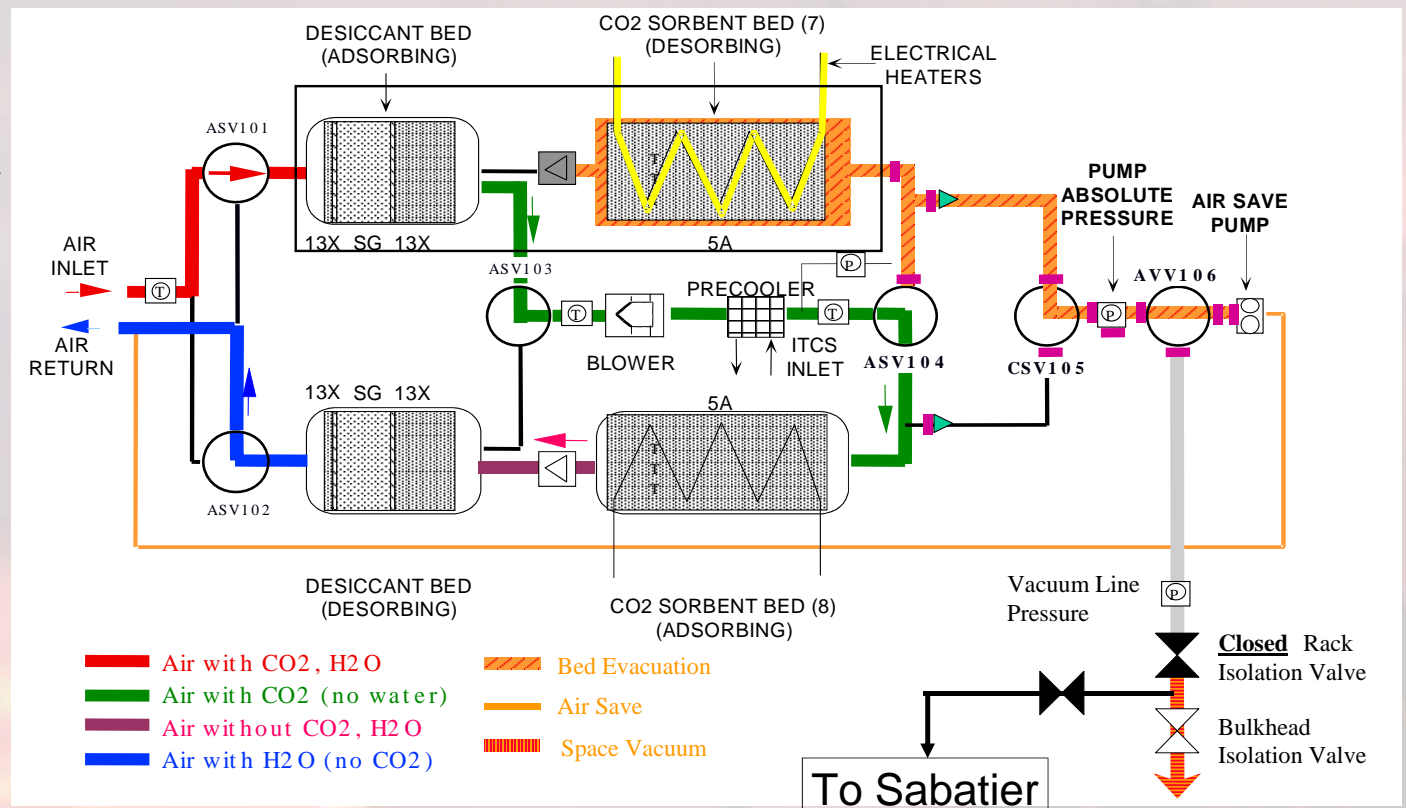 DESICCANT BED
(ADSORBING)
CO2 SORBENT BED (7)
(DESORBING)
ELECTRICAL
HEATERS
ASV101
T
T
PUMP
ABSOLUTE
PRESSURE
AIR SAVE
PUMP
13X SG 13X
5A
AIR
INLET
T
ASV103
P
AVV106
PRECOOLER
T
T
P
AIR
RETURN
BLOWER
ITCS
INLET
ASV104
CSV105
13X SG 13X
5A
T
T
T
ASV102
DESICCANT BED
(DESORBING)
CO2 SORBENT BED (8)
(ADSORBING)
Vacuum Line
Pressure
P
Closed Rack
Isolation Valve
Bulkhead
Isolation Valve
To Sabatier
Air with CO2, H2O
Air with CO2 (no water)
Air without CO2, H2O
Air with H2O (no CO2)
Bed Evacuation
Air Save
Space Vacuum